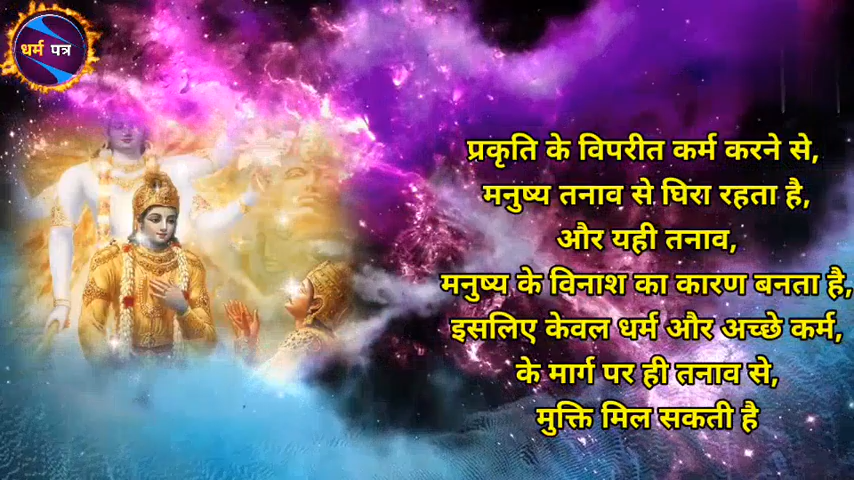 धर्म पत्र
प्रकृति के विपरीत कर्म करने से,
मनुष्य तनाव से घिरा रहता है,
और यही तनाव,
मनुष्य के विनाश का कारण बनता है,
इसलिए केवल धर्म और अच्छे कर्म,
के मार्ग पर ही तनाव से,
मुक्ति मिल सकती है